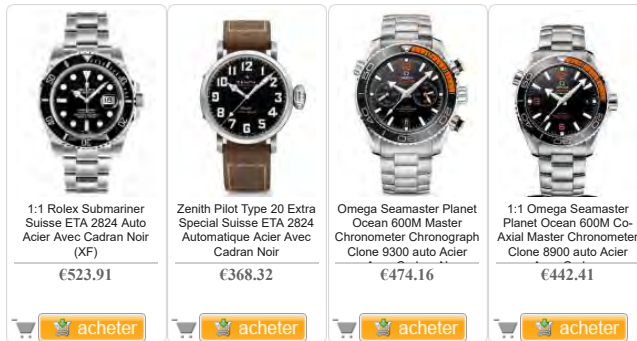 1:1 Rolex Submariner
Suisse ETA 2824 Auto
Acier Avec Cadran Noir
(XF)
€523.91
acheter
ZENITH
Zenith Pilot Type 20 Extra
Special Suisse ETA 2824
Automatique Acier Avec
Cadran Noir
€368.32
acheter
Omega Seamaster Planet
Ocean 600M Master
Chronometer Chronograph
Clone 9300 auto Acier
€474.16
acheter
1:1 Omega Seamaster
Planet Ocean 600M Co-
Axial Master Chronometer
Clone 8900 auto Acier
€442.41
acheter